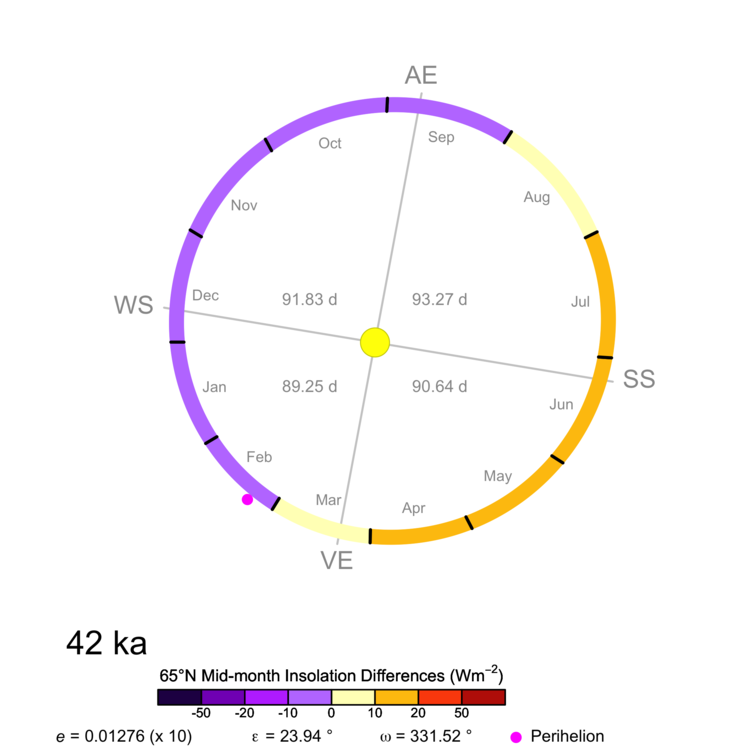 AE
Sep
Oct
Aug
Nov
Dec
91.83 d
93.27 d
Jul
WS
SS
Jan
89.25 d
90.64 d
Jun
Feb
May
Mar
Apr
VE
42 ka
65°N Mid-month Insolation Differences (Wm⁻²)
-50 -20 -10 0 10 20 50
e = 0.01276 (x 10) ε = 23.94 ° ω = 331.52 ° Perihelion